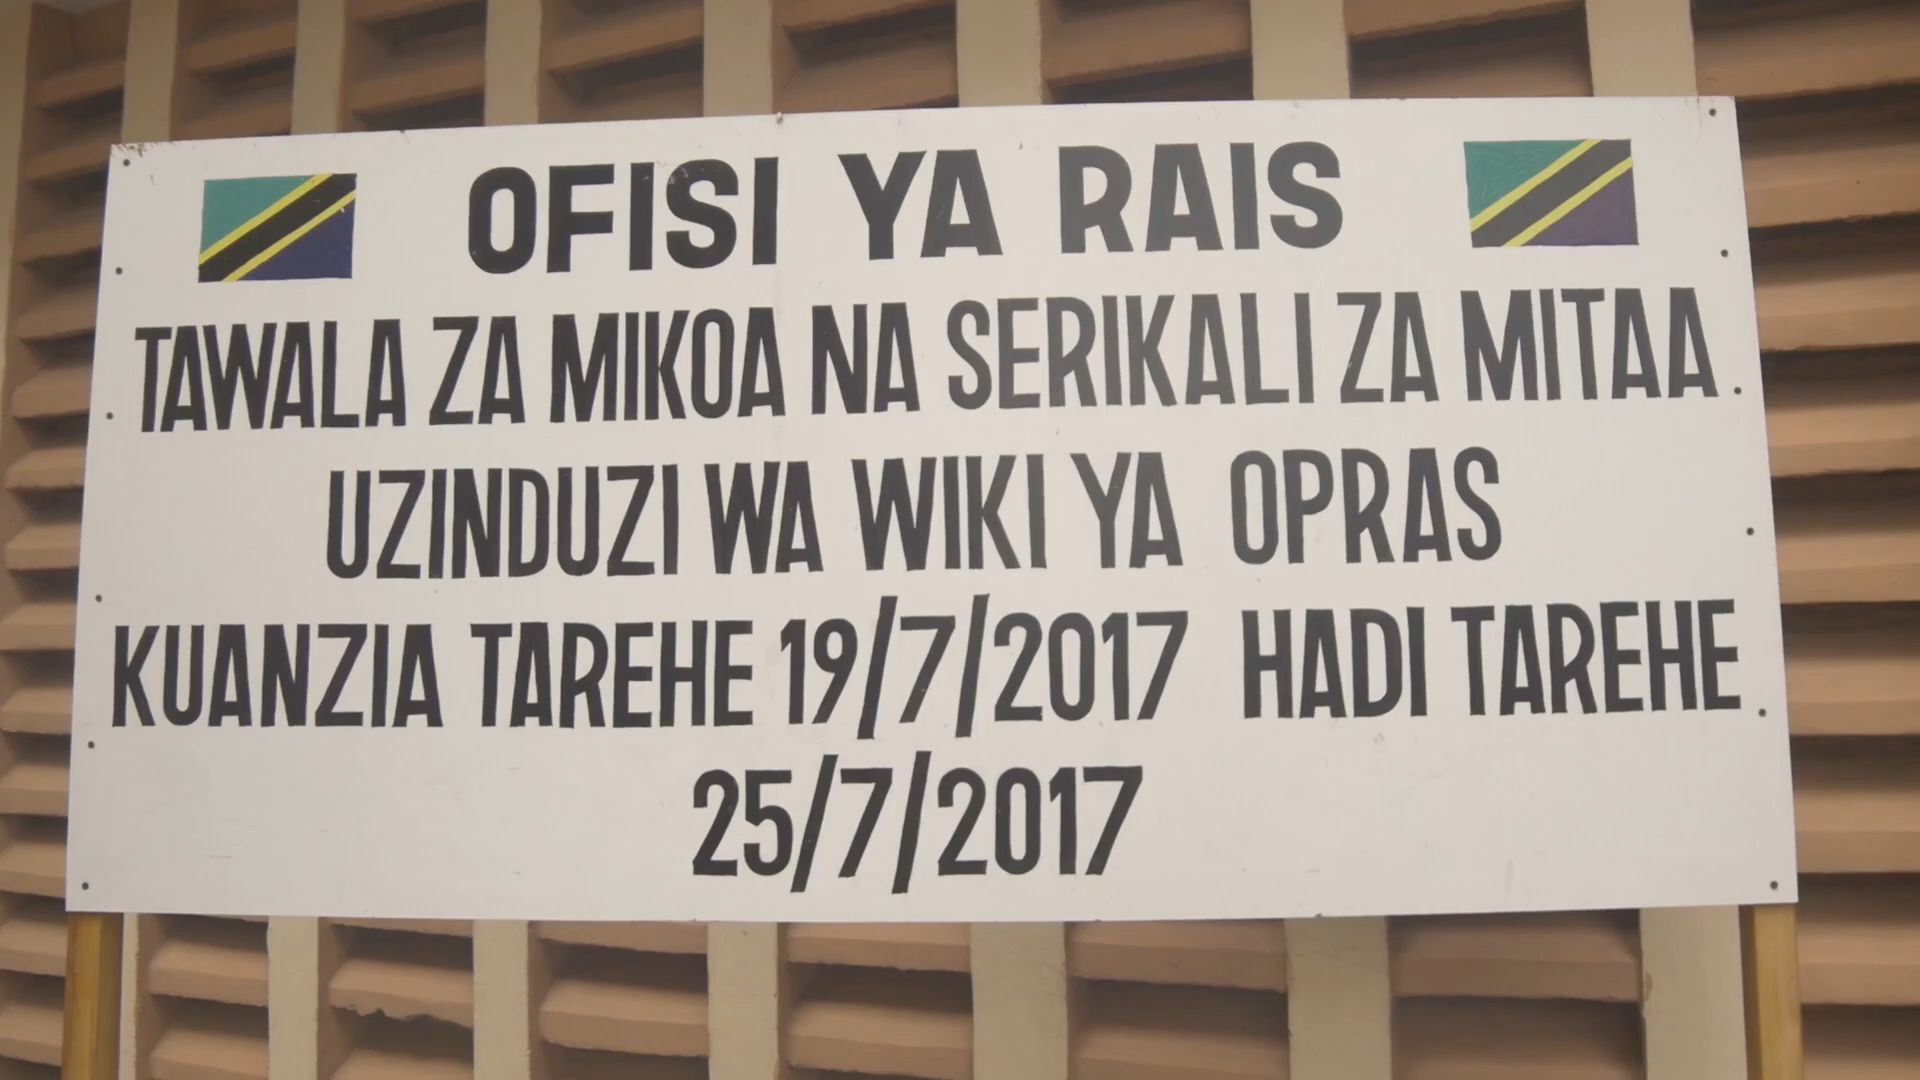 OFISI YA RAIS
TAWALA ZA MIKOA NA SERIKALI ZA MITAA
UZINDUZI WA WIKI YA OPRAS
KUANZIA TAREHE 19/7/2017 HADI TAREHE
25/7/2017